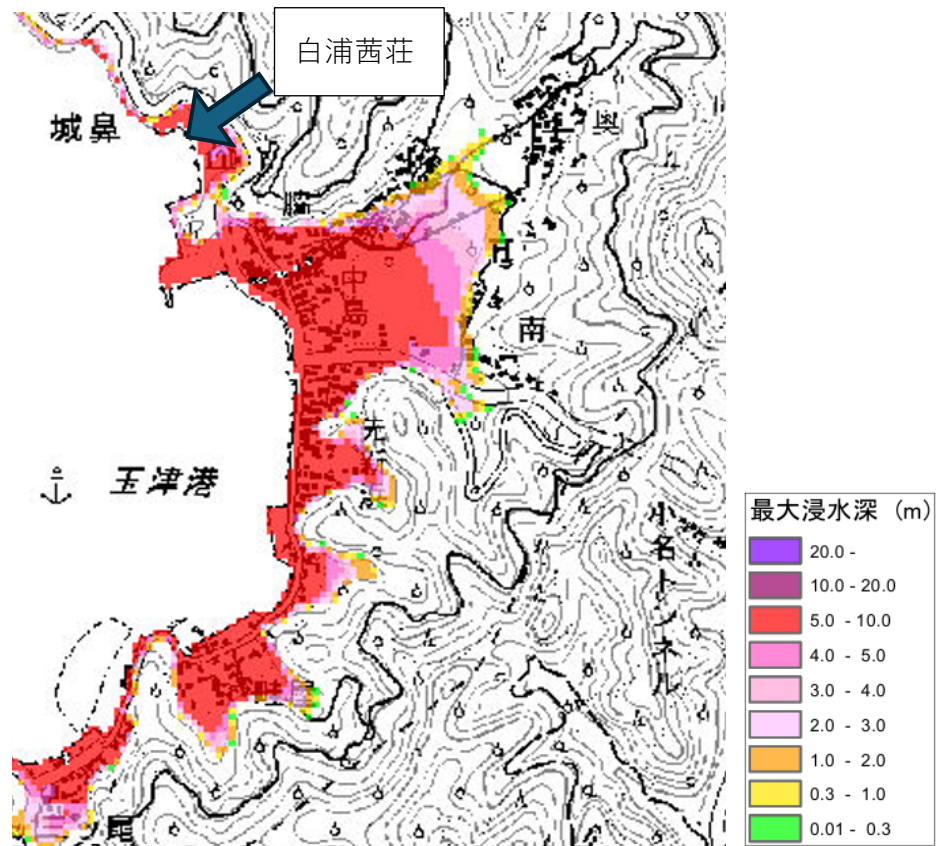 白浦茜荘
城鼻
奥
脇
中島
南
玉津港
小名トンネル
尾
最大浸水深 (m)
20.0 -
10.0 - 20.0
5.0 - 10.0
4.0 - 5.0
3.0 - 4.0
2.0 - 3.0
1.0 - 2.0
0.3 - 1.0
0.01 - 0.3